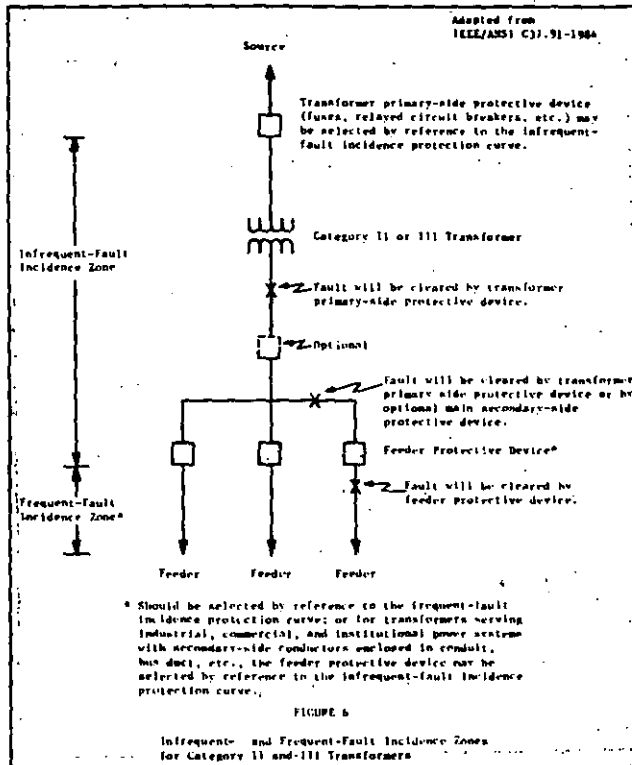 Adapted from
IEEE/ANSI C37.91-1984
Source
Transformer primary-side protective device
(fuses, relayed circuit breakers, etc.) may
be selected by reference to the infrequent-
fault incidence protection curve.
Category II or III Transformer
Infrequent-Fault
Incidence Zone
Fault will be cleared by transformer
primary-side protective device.
Optional
Fault will be cleared by transformer
primary side protective device or by
optional main secondary-side
protective device.
Feeder Protective Device*
Fault will be cleared by
feeder protective device.
Frequent-Fault
Incidence Zone*
Feeder Feeder Feeder
* Should be selected by reference to the frequent-fault
incidence protection curve; or for transformers serving
industrial, commercial, and institutional power systems
with secondary-side conductors enclosed in conduit,
bus duct, etc., the feeder protective device may be
selected by reference to the infrequent-fault incidence
protection curve.
FIGURE 6
Infrequent- and Frequent-Fault Incidence Zones
for Category II and III Transformers